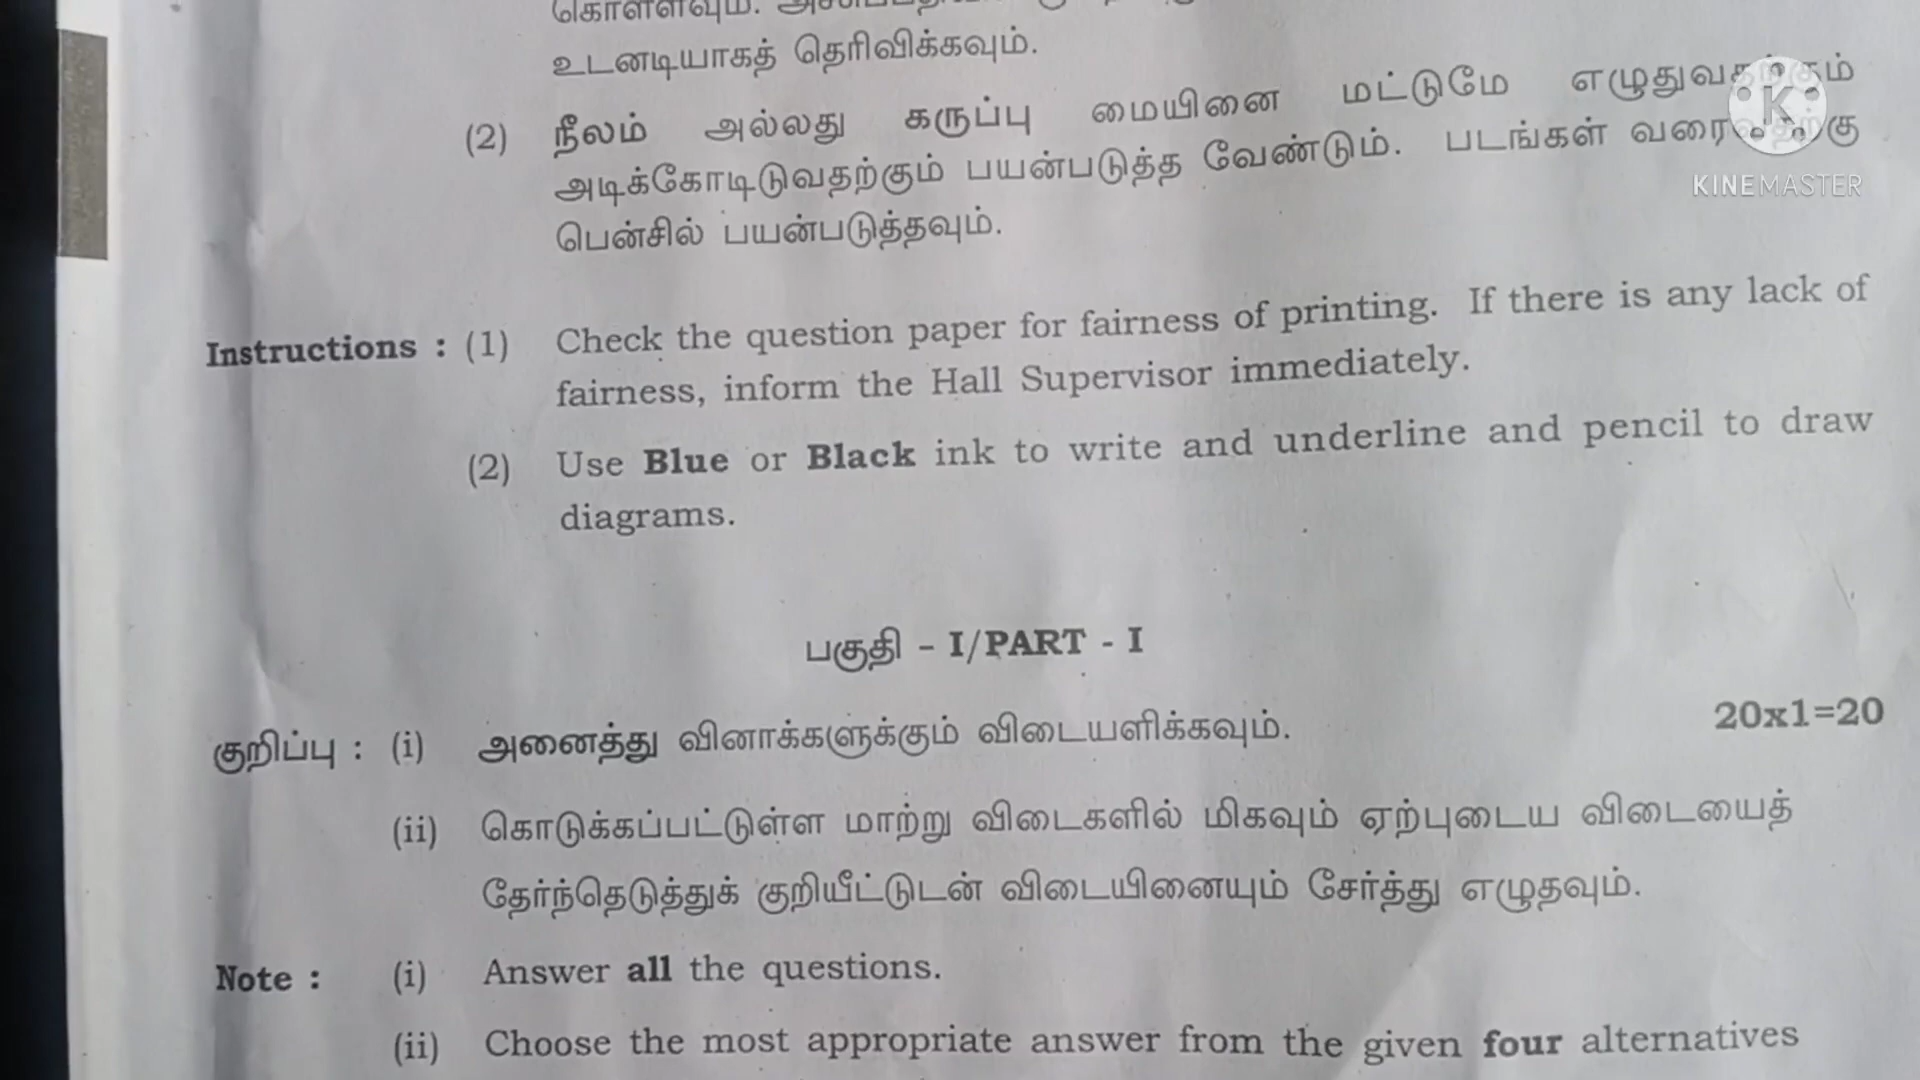 உடனடியாகத் தெரிவிக்கவும்.
(2) நீலம் அல்லது கருப்பு மையினை மட்டுமே எழுதுவதற்கும்
அடிக்கோடிடுவதற்கும் பயன்படுத்த வேண்டும். படங்கள் வரைவதற்கு
பென்சில் பயன்படுத்தவும்.
KINEMASTER
Instructions : (1) Check the question paper for fairness of printing. If there is any lack of
fairness, inform the Hall Supervisor immediately.
(2) Use Blue or Black ink to write and underline and pencil to draw
diagrams.
பகுதி - I/PART - I
குறிப்பு : (i) அனைத்து வினாக்களுக்கும் விடையளிக்கவும். 20x1=20
(ii) கொடுக்கப்பட்டுள்ள மாற்று விடைகளில் மிகவும் ஏற்புடைய விடையைத்
தேர்ந்தெடுத்துக் குறியீட்டுடன் விடையினையும் சேர்த்து எழுதவும்.
Note : (i) Answer all the questions.
(ii) Choose the most appropriate answer from the given four alternatives